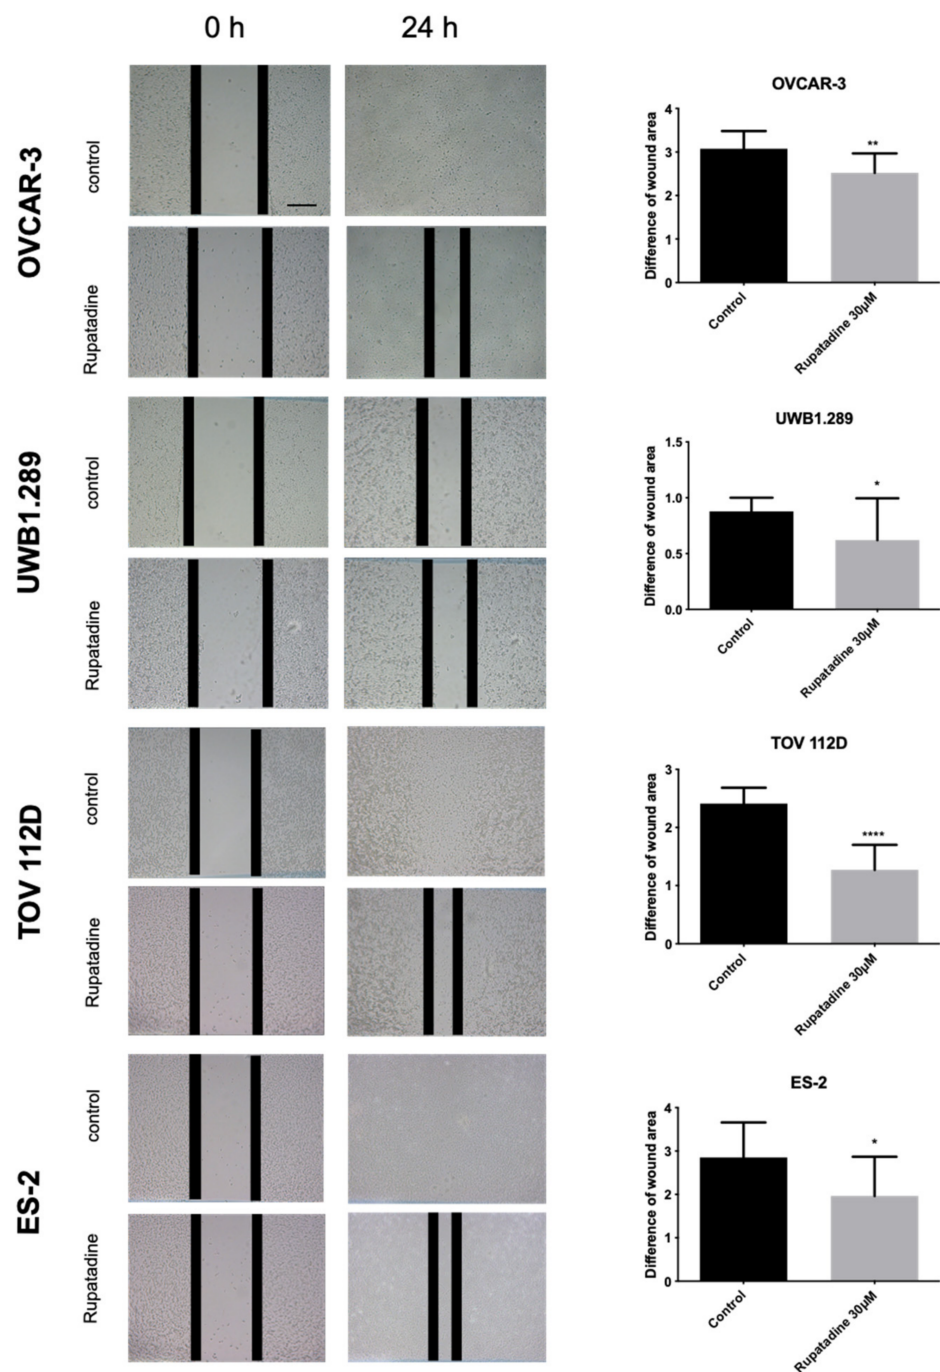 0 h
24 h
OVCAR-3
control
Rupatadine
OVCAR-3
Difference of wound area
4
3
2
1
0
**
Control
Rupatadine 30µM
UWB1.289
control
Rupatadine
UWB1.289
Difference of wound area
1.5
1.0
0.5
0.0
*
Control
Rupatadine 30µM
TOV 112D
control
Rupatadine
TOV 112D
Difference of wound area
3
2
1
0
****
Control
Rupatadine 30µM
ES-2
control
Rupatadine
ES-2
Difference of wound area
4
3
2
1
0
*
Control
Rupatadine 30µM